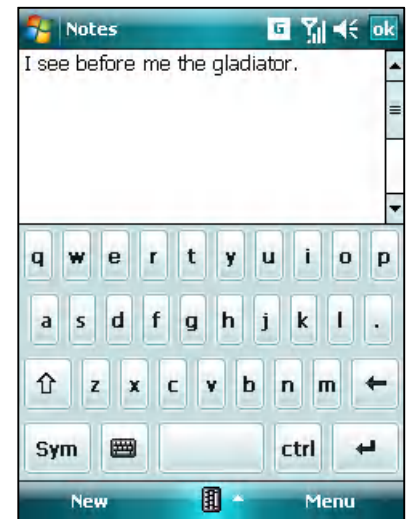 Notes G ok
I see before me the gladiator.
q w e r t y u i o p
a s d f g h j k l .
z x c v b n m
Sym ctrl
New Menu